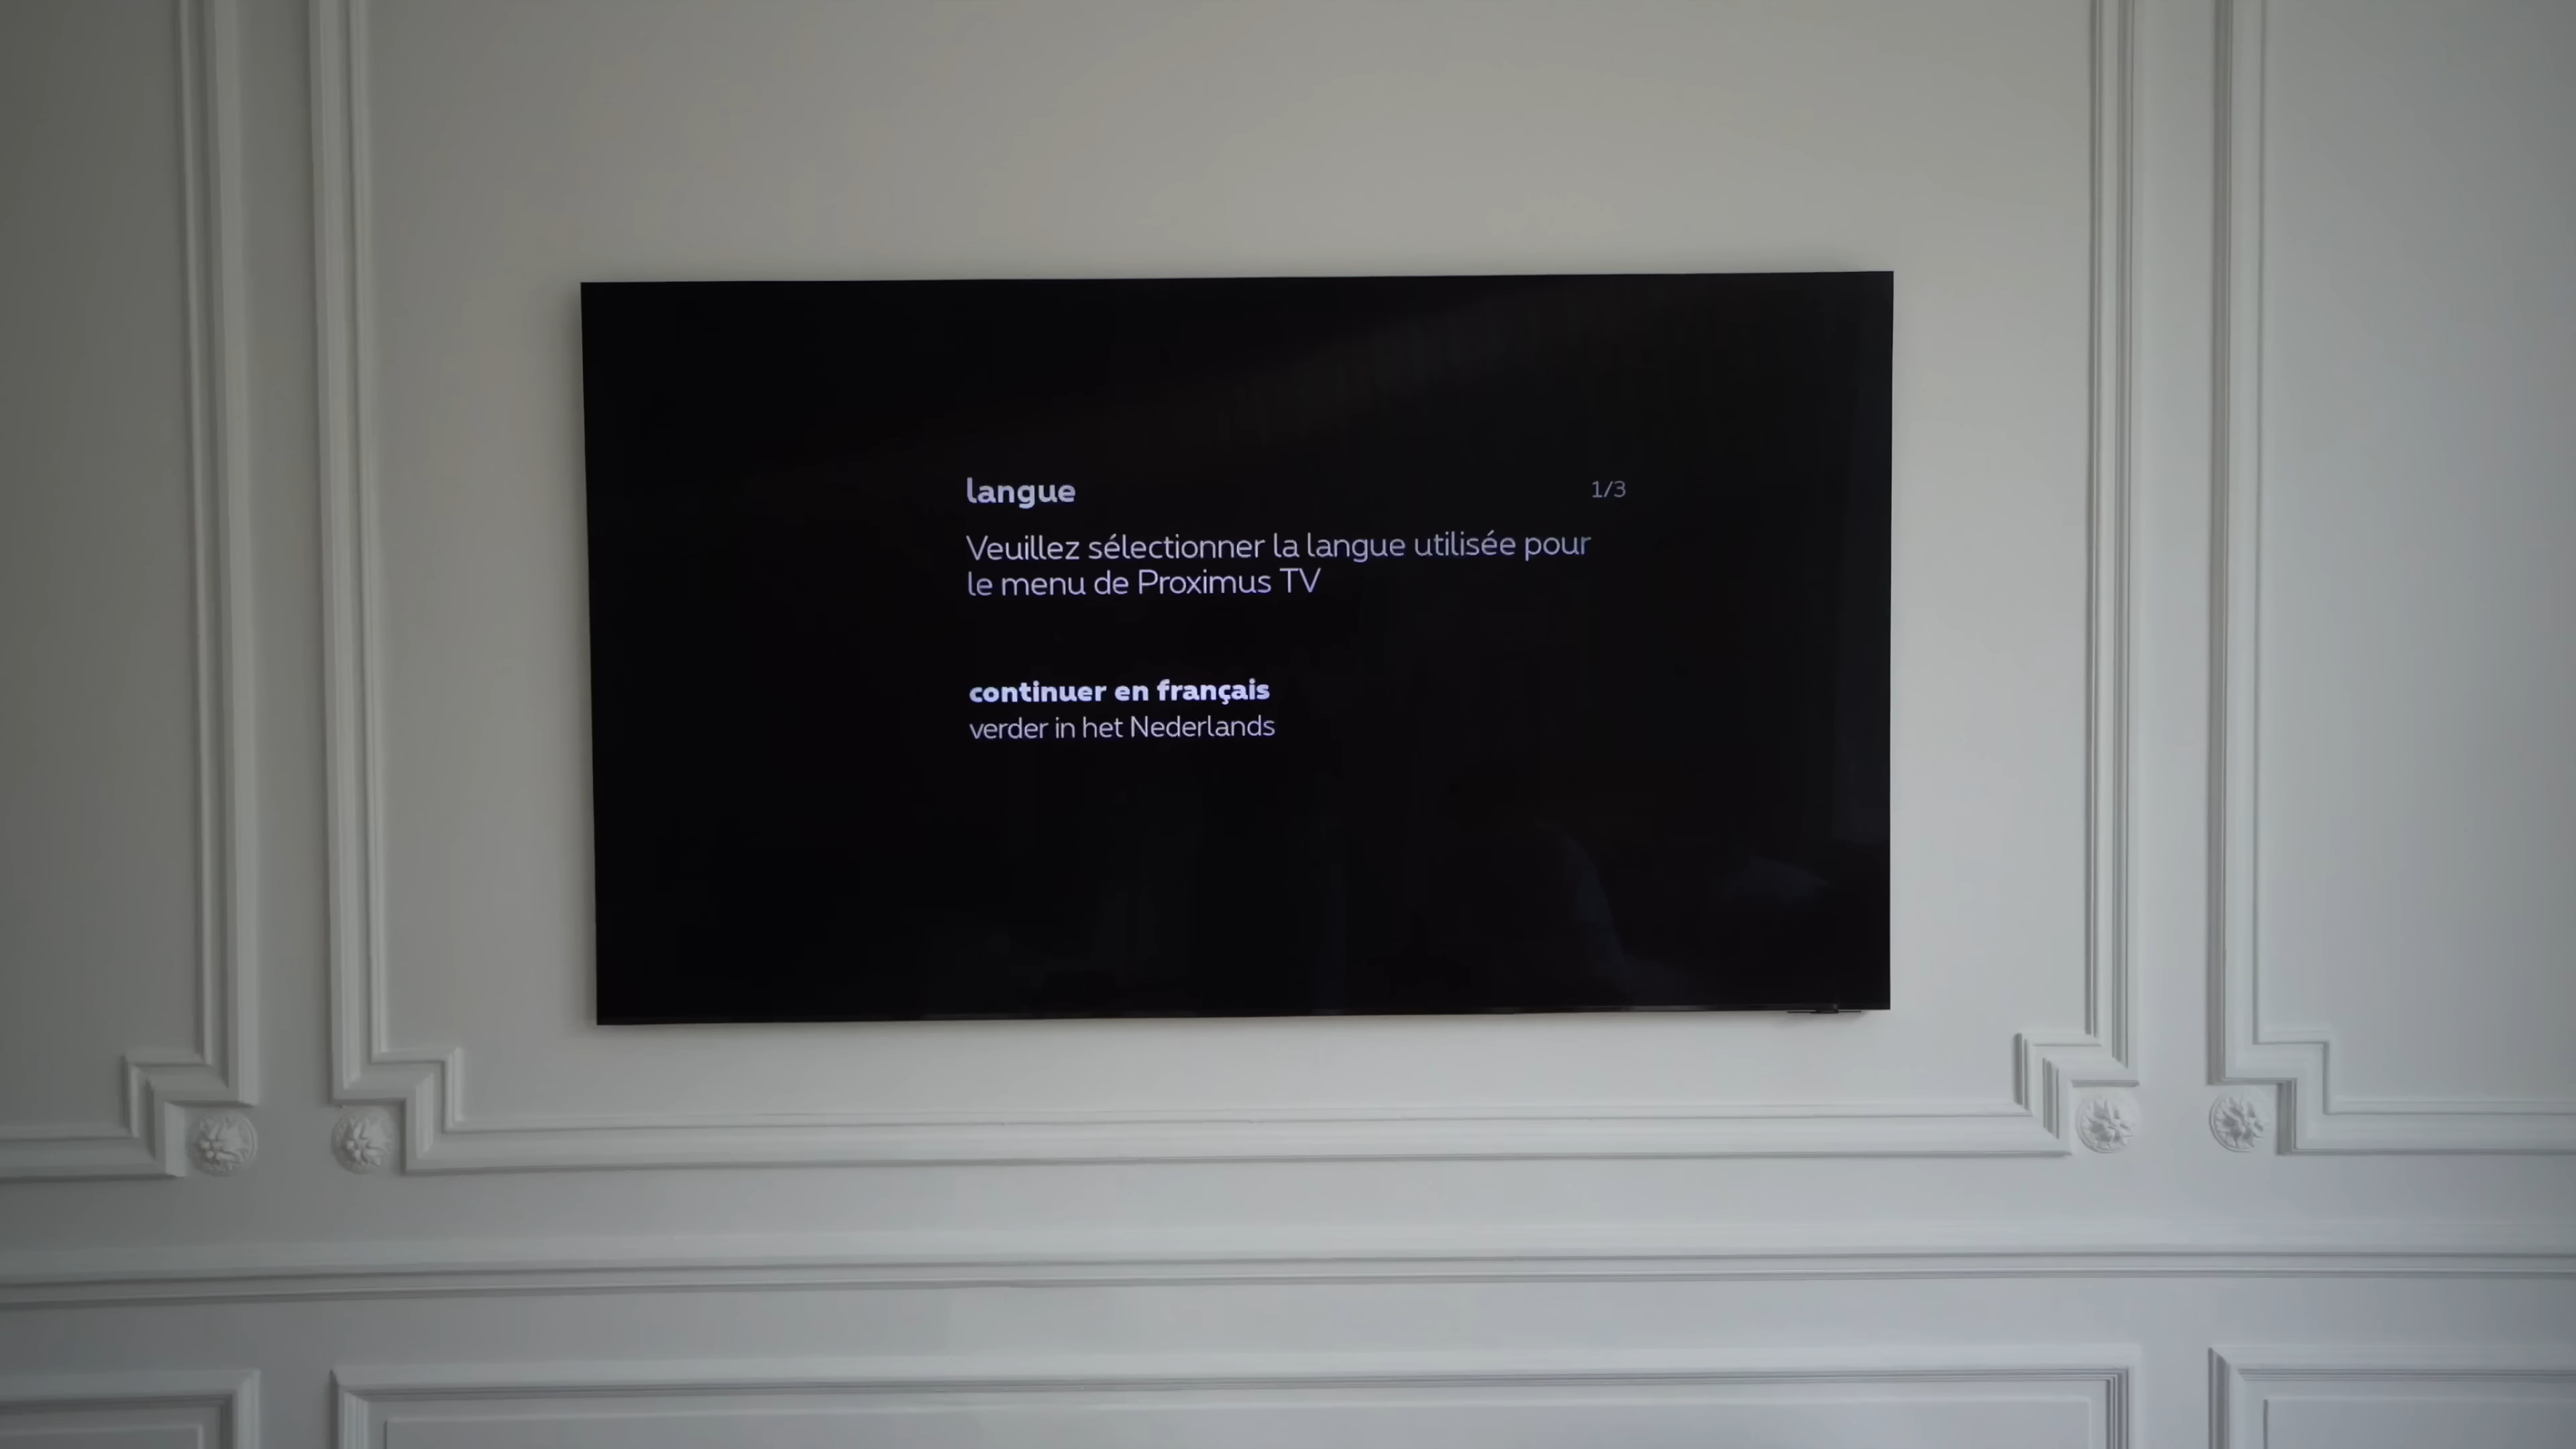 langue
1/3
Veuillez sélectionner la langue utilisée pour
le menu de Proximus TV
continuer en français
verder in het Nederlands